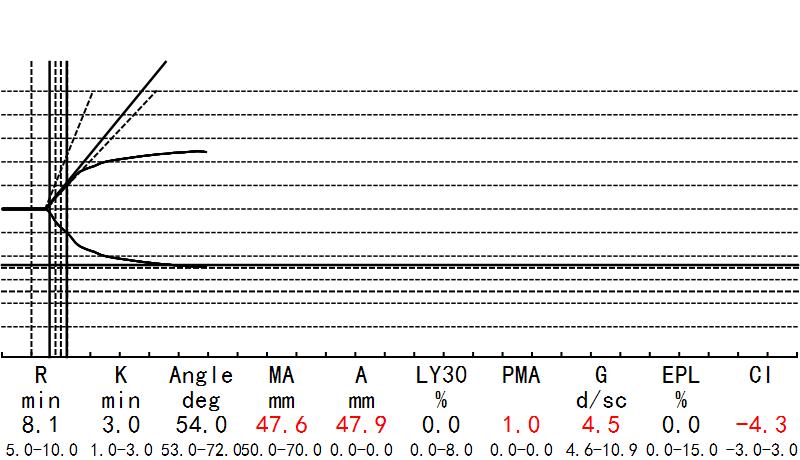 R K Angle MA A LY30 PMA G EPL CI
min min deg mm mm % d/sc %
8.1 3.0 54.0 47.6 47.9 0.0 1.0 4.5 0.0 -4.3
5.0-10.0 1.0-3.0 53.0-72.0 50.0-70.0 0.0-0.0 0.0-8.0 0.0-0.0 4.6-10.9 0.0-15.0 -3.0-3.0